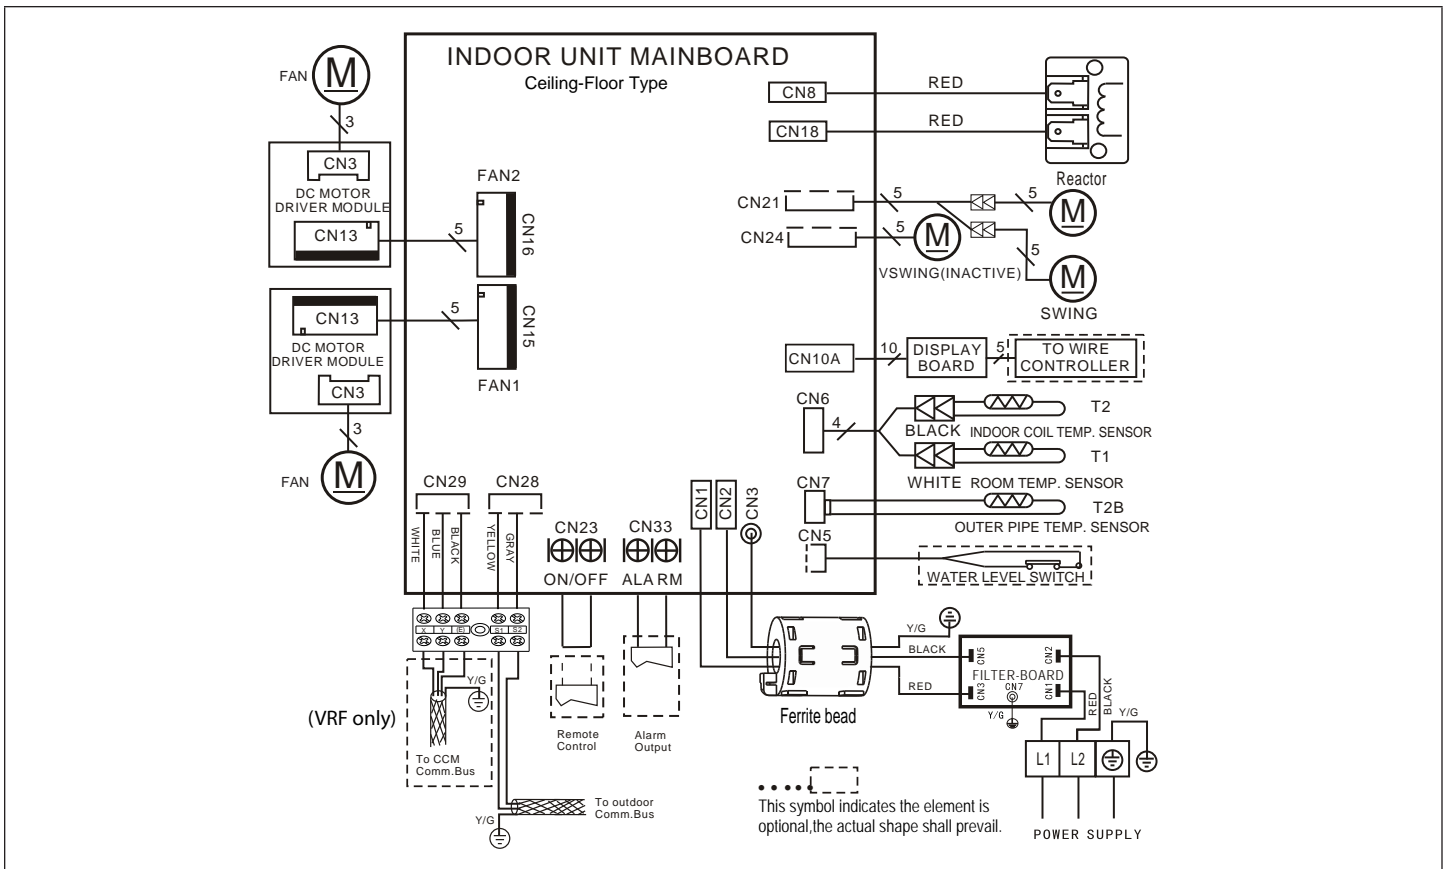 INDOOR UNIT MAINBOARD
Ceiling-Floor Type
FAN
M
3
CN3
DC MOTOR
DRIVER MODULE
CN13
5
FAN2
CN16
CN13
5
DC MOTOR
DRIVER MODULE
CN3
3
FAN
M
CN15
FAN1
CN8
RED
CN18
RED
Reactor
CN21
5
5
M
CN24
5
M
VSWING(INACTIVE)
5
M
SWING
CN10A
10
DISPLAY
BOARD
5
TO WIRE
CONTROLLER
CN6
4
BLACK
T2
INDOOR COIL TEMP. SENSOR
T1
WHITE
ROOM TEMP. SENSOR
CN7
T2B
OUTER PIPE TEMP. SENSOR
CN5
WATER LEVEL SWITCH
CN29
CN28
WHITE
BLUE
BLACK
YELLOW
GRAY
CN23
ON/OFF
CN33
ALA RM
CN1
CN2
CN3
X
Y
(E)
S1
S2
Y/G
(VRF only)
To CCM
Comm.Bus
Y/G
To outdoor
Comm.Bus
Remote
Control
Alarm
Output
Ferrite bead
Y/G
BLACK
RED
CN5
CN3
FILTER-BOARD
CN7
CN2
CN1
Y/G
RED
BLACK
Y/G
L1
L2
POWER SUPPLY
This symbol indicates the element is
optional,the actual shape shall prevail.